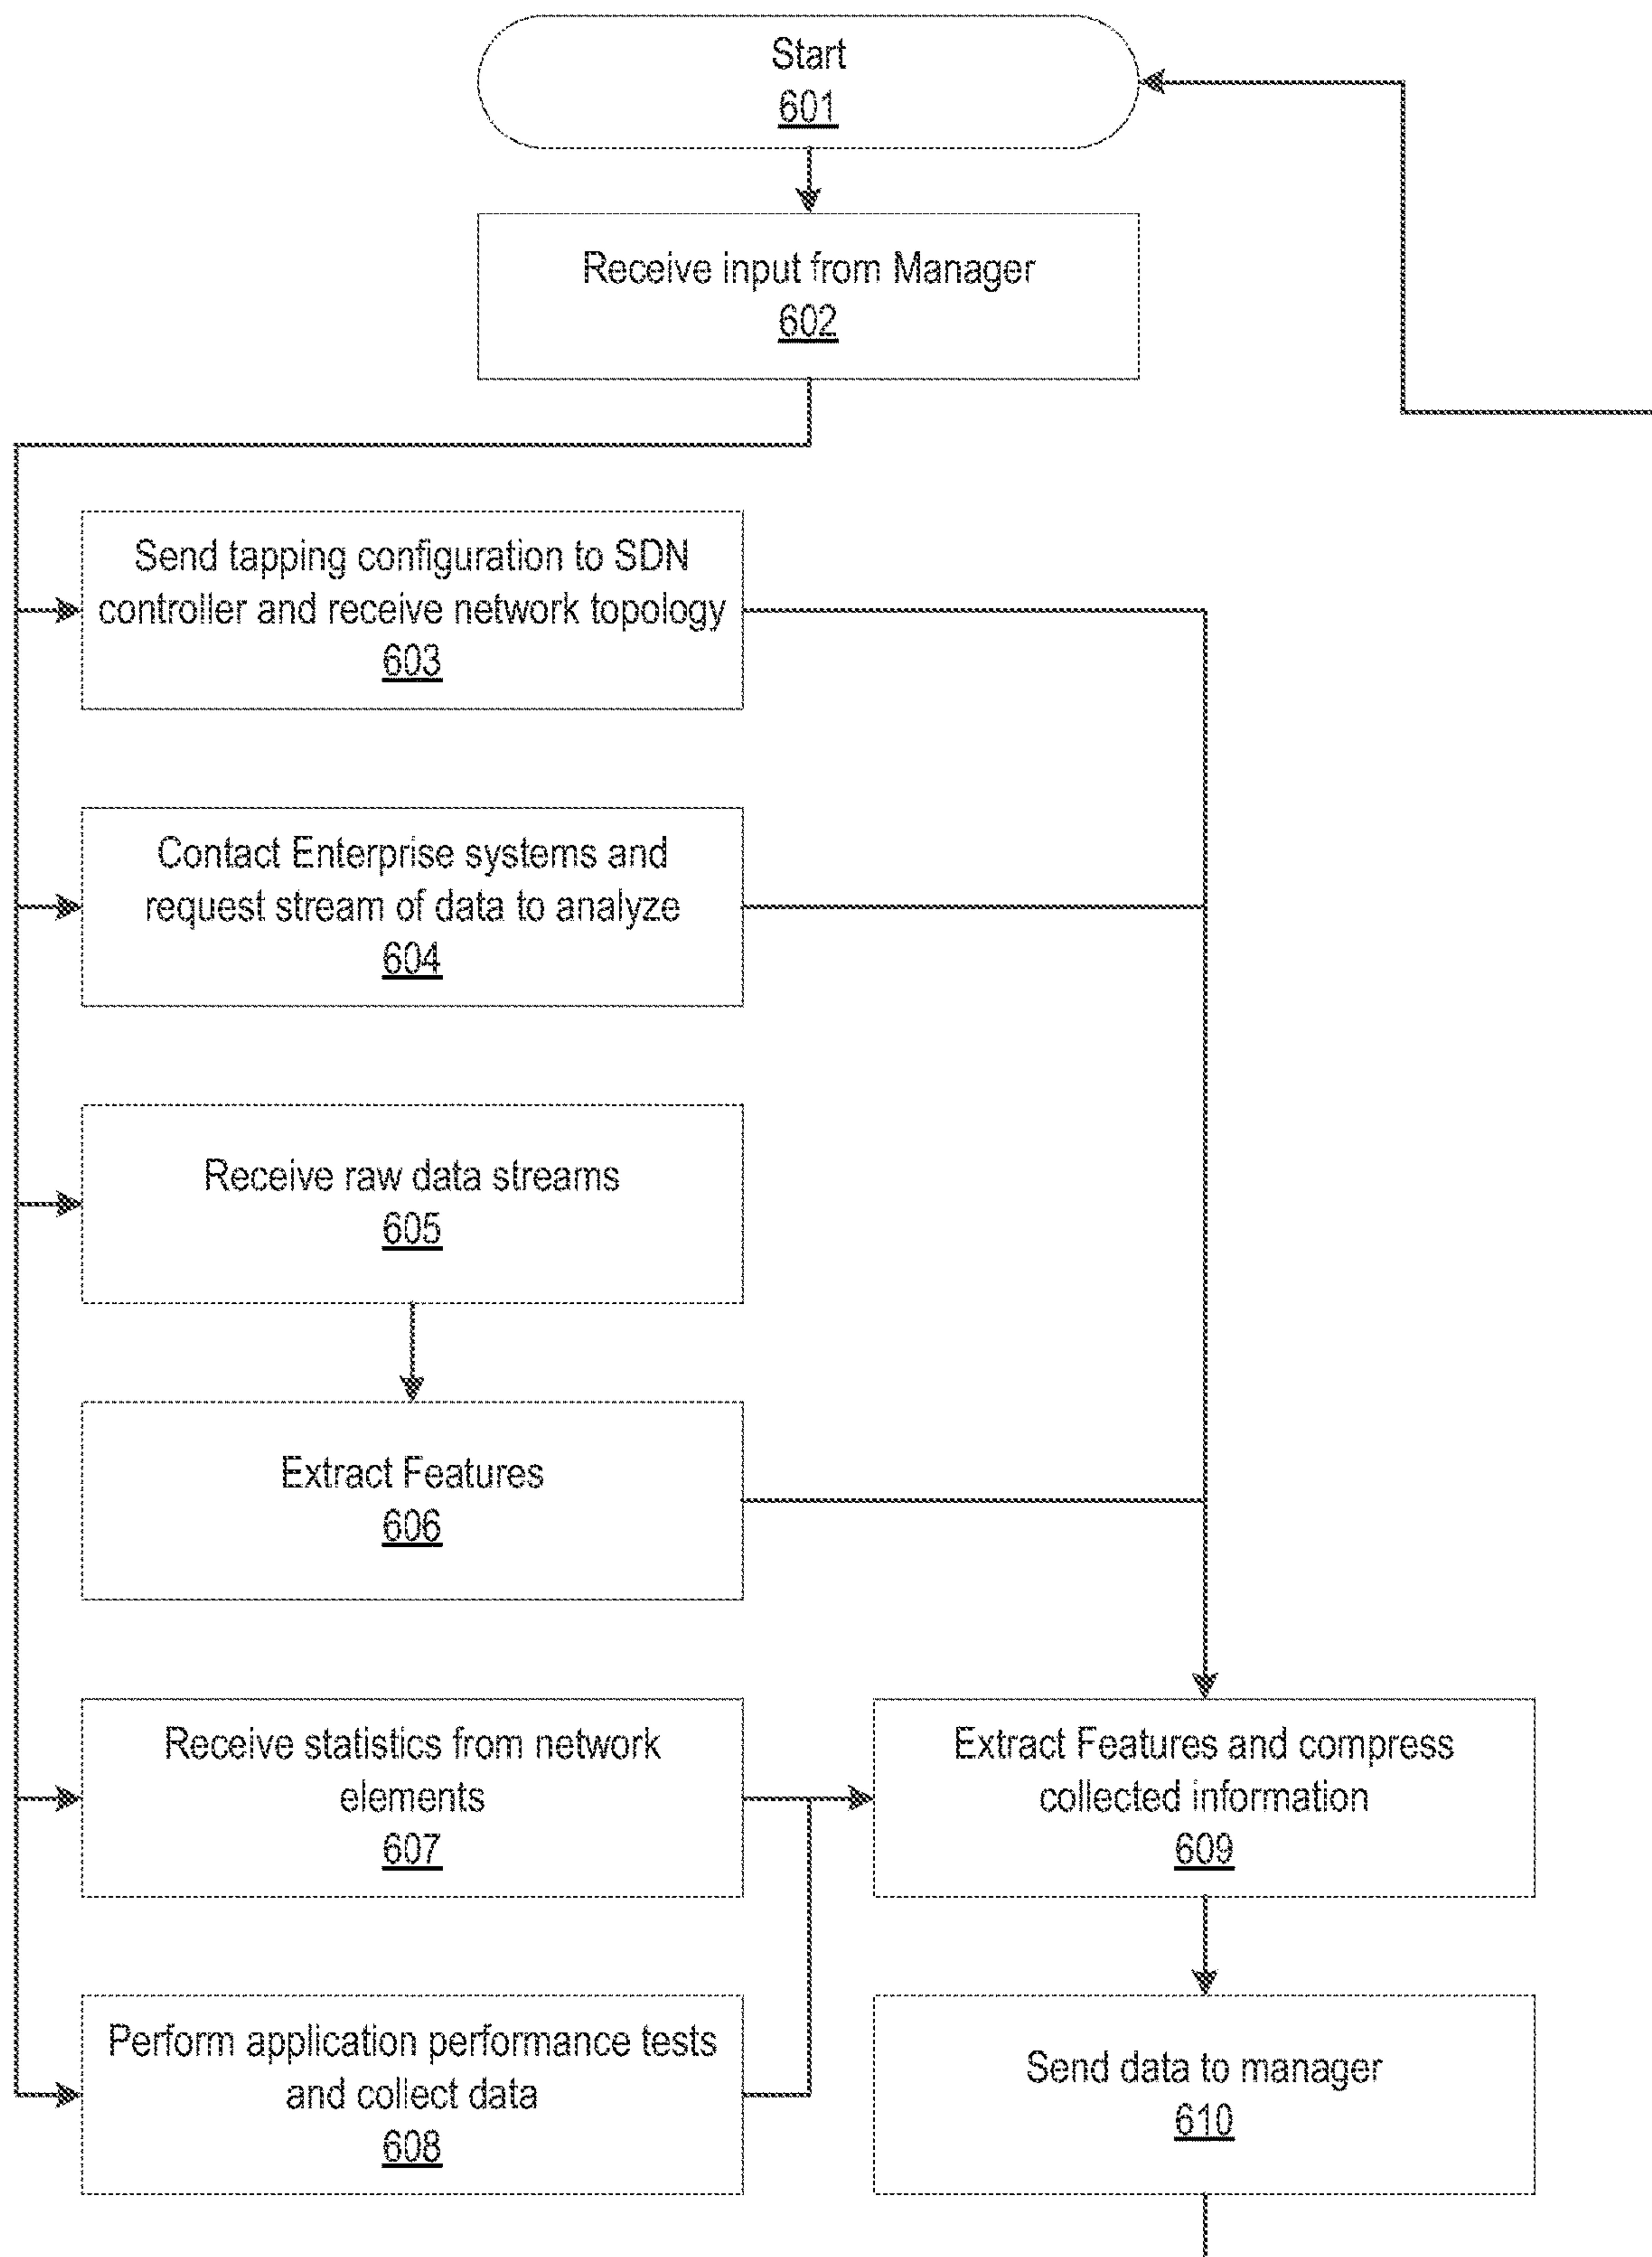 Start
601
Receive input from Manager
602
Send tapping configuration to SDN
controller and receive network topology
603
Contact Enterprise systems and
request stream of data to analyze
604
Receive raw data streams
605
Extract Features
606
Receive statistics from network
elements
607
Extract Features and compress
collected information
609
Perform application performance tests
and collect data
608
Send data to manager
610